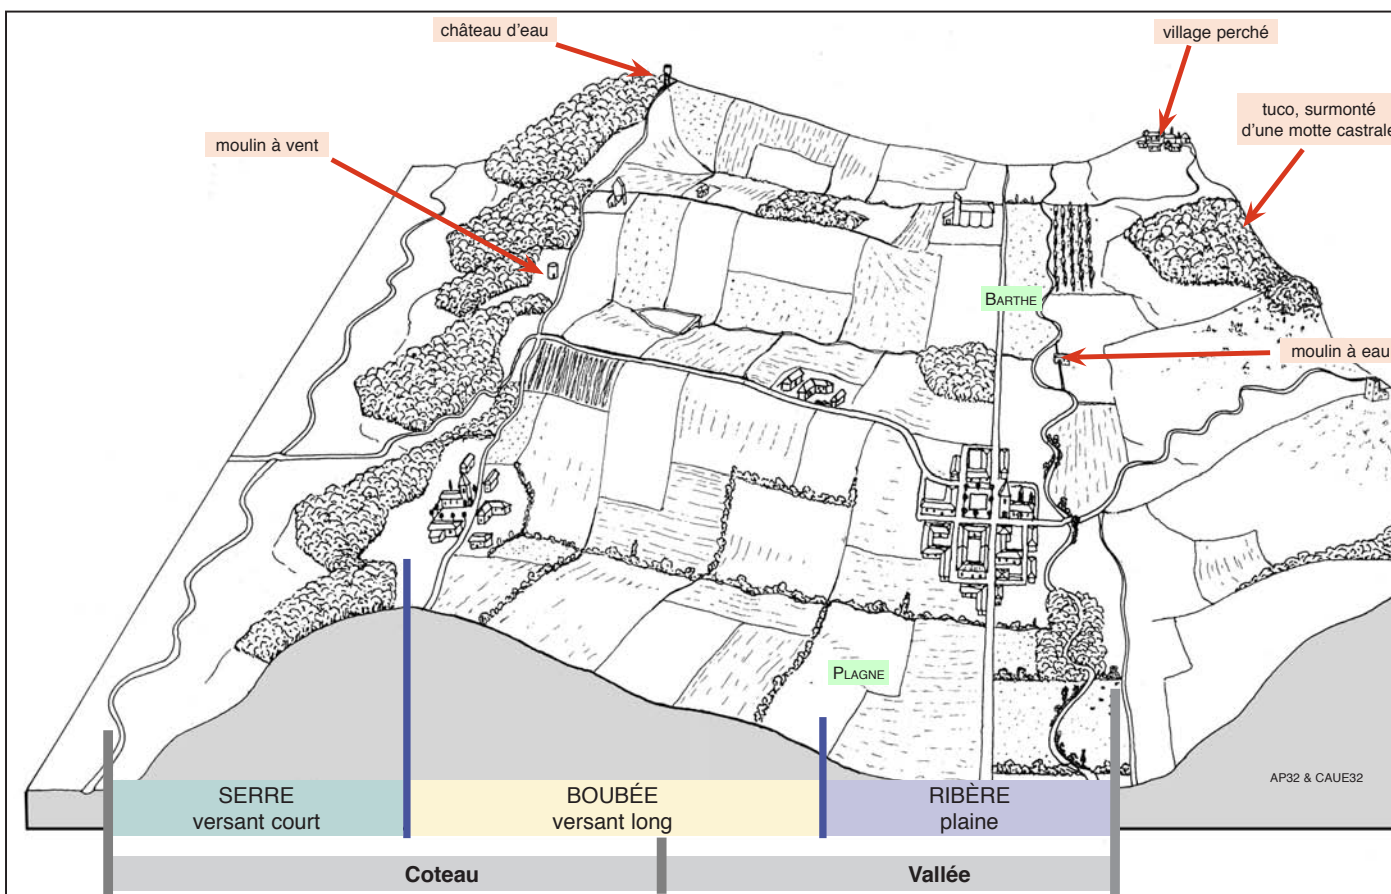 château d'eau
village perché
tuco, surmonté
d'une motte castrale
moulin à vent
BARTHE
moulin à eau
PLAGNE
AP32 & CAUE32
SERRE
versant court
BOUBÉE
versant long
RIBÈRE
plaine
Coteau
Vallée